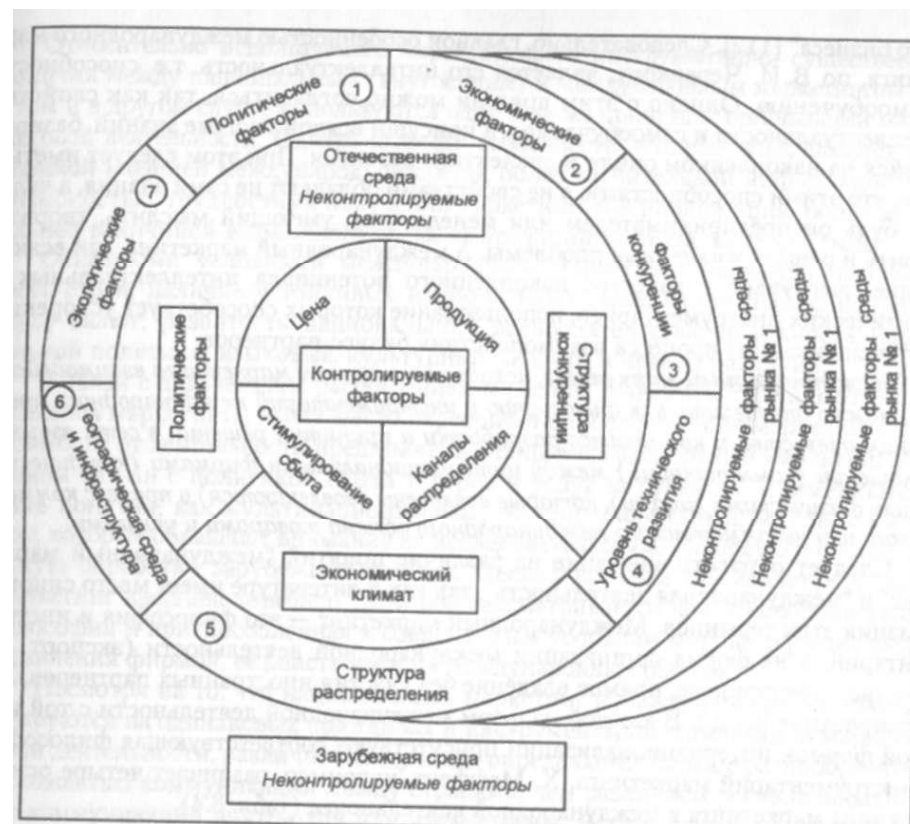 1
Политические
факторы
Экономические
факторы
2
Отечественная
среда
Неконтролируемые
факторы
7
Экологические
факторы
Факторы
конкуренции
Цена
Продукция
Политические
факторы
Контролируемые
факторы
Структура
конкуренции
3
Неконтролируемые факторы среды
рынка № 1
Неконтролируемые факторы среды
рынка № 1
Неконтролируемые факторы среды
рынка № 1
6
Географическая среда
и инфраструктура
Стимулирование
сбыта
Каналы
распределения
Уровень технического
развития
4
Экономический
климат
5
Структура
распределения
Зарубежная среда
Неконтролируемые факторы